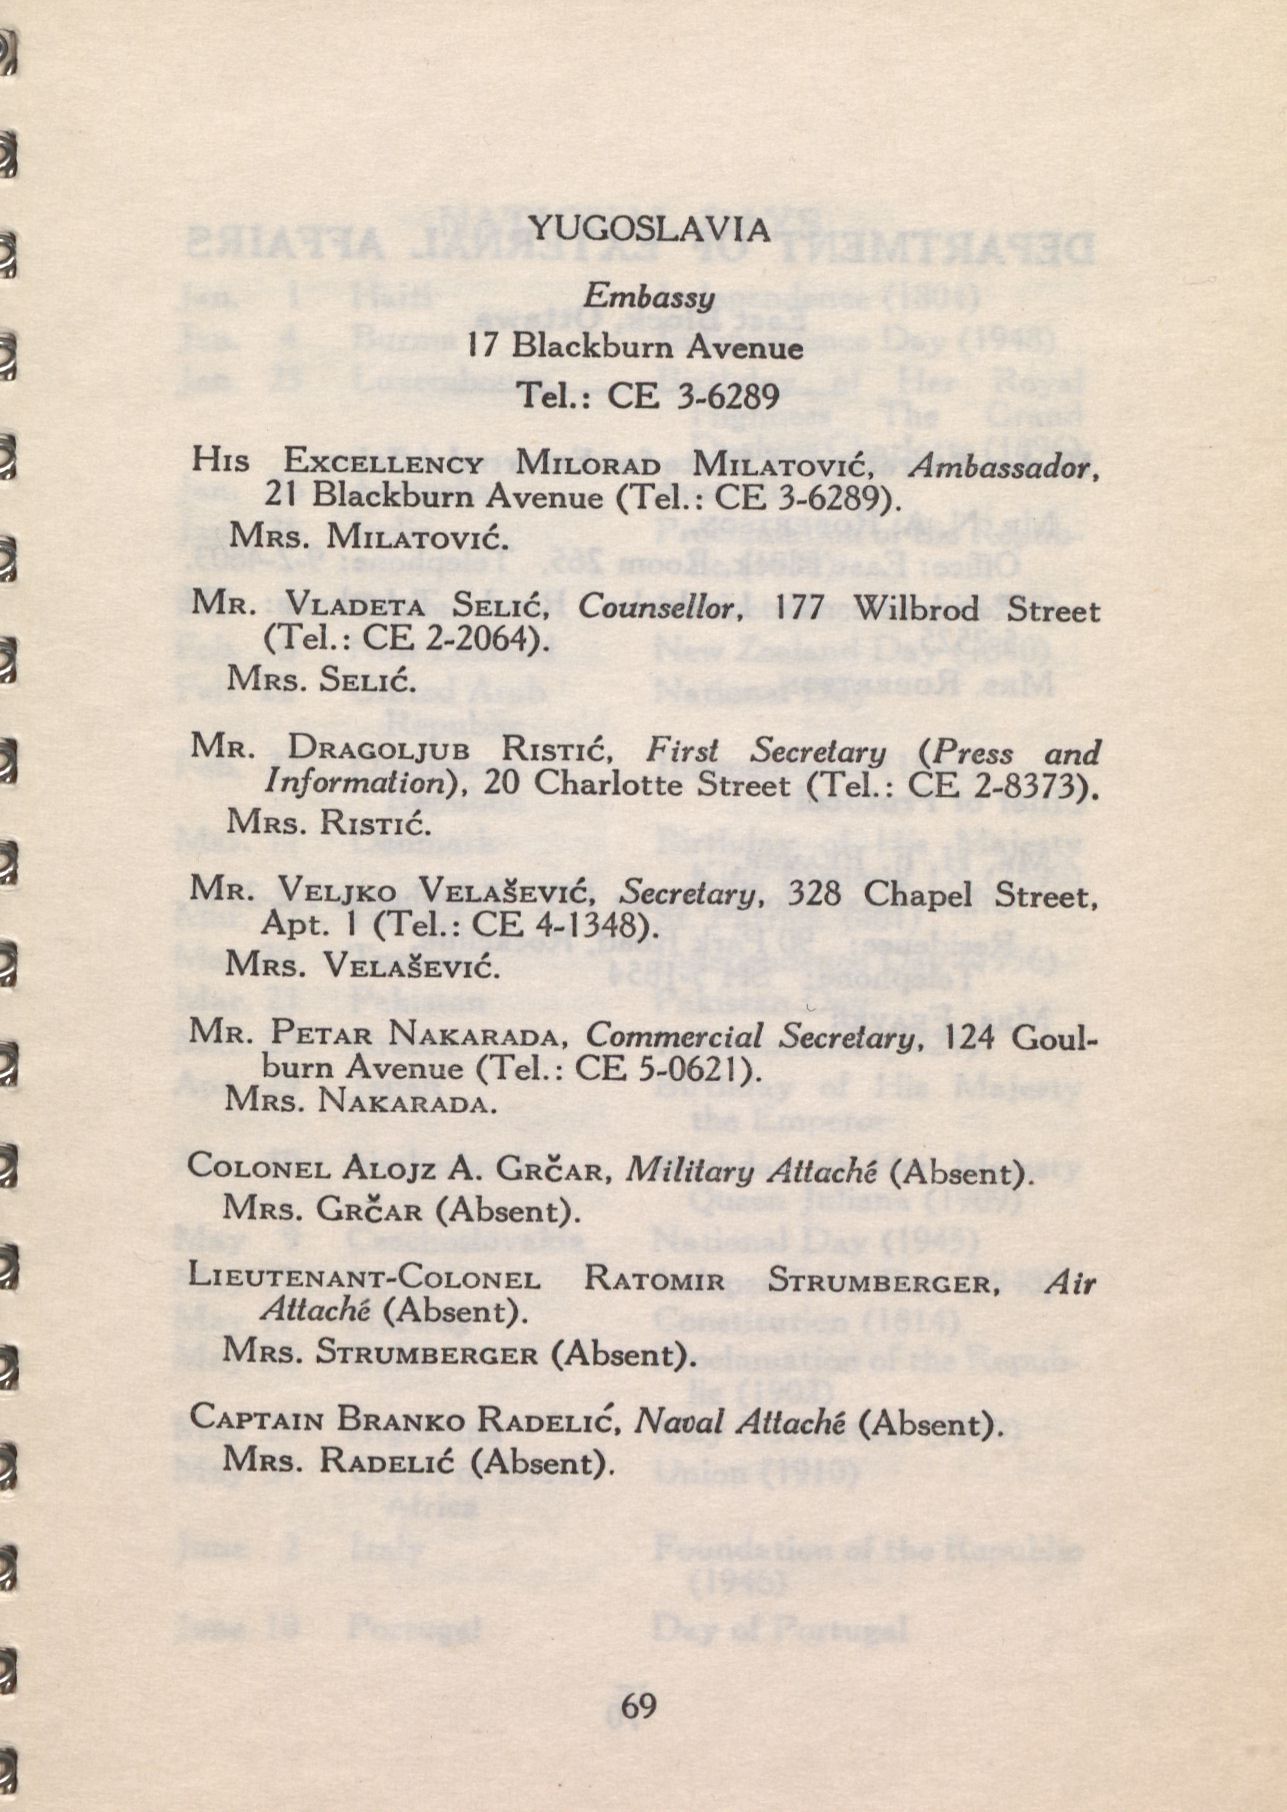 YUGOSLAVIA
Embassy
17 Blackburn Avenue
Tel.: CE 3-6289
HIS EXCELLENCY MILORAD MILATOVIĆ, Ambassador,
21 Blackburn Avenue (Tel.: CE 3-6289).
MRS. MILATOVIĆ.
MR. VLADETA SELIĆ, Counsellor, 177 Wilbrod Street
(Tel.: CE 2-2064).
MRS. SELIĆ.
MR. DRAGOLJUB RISTIĆ, First Secretary (Press and
Information), 20 Charlotte Street (Tel.: CE 2-8373).
MRS. RISTIĆ.
MR. VELJKO VELAŠEVIĆ, Secretary, 328 Chapel Street,
Apt. 1 (Tel.: CE 4-1348).
MRS. VELAŠEVIĆ.
MR. PETAR NAKARADA, Commercial Secretary, 124 Goul-
burn Avenue (Tel.: CE 5-0621).
MRS. NAKARADA.
COLONEL ALOJZ A. GRČAR, Military Attaché (Absent).
MRS. GRČAR (Absent).
LIEUTENANT-COLONEL RATOMIR STRUMBERGER, Air
Attaché (Absent).
MRS. STRUMBERGER (Absent).
CAPTAIN BRANKO RADELIĆ, Naval Attaché (Absent).
MRS. RADELIĆ (Absent).
69